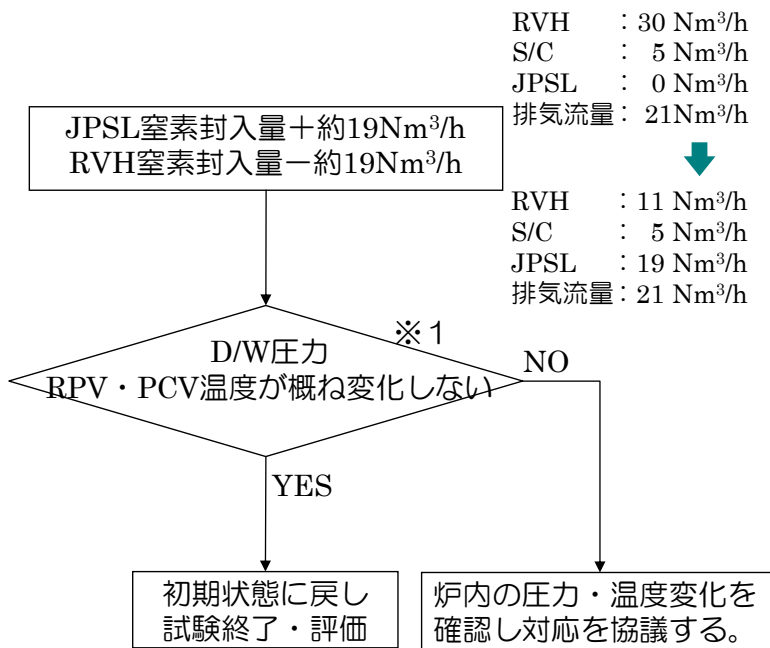 RVH : 30 Nm³/h
S/C : 5 Nm³/h
JPSL : 0 Nm³/h
排気流量: 21Nm³/h
JPSL窒素封入量+約19Nm³/h
RVH窒素封入量-約19Nm³/h
RVH : 11 Nm³/h
S/C : 5 Nm³/h
JPSL : 19 Nm³/h
排気流量: 21 Nm³/h
※1
D/W圧力
RPV・PCV温度が概ね変化しない
NO
YES
初期状態に戻し
試験終了・評価
炉内の圧力・温度変化を
確認し対応を協議する。